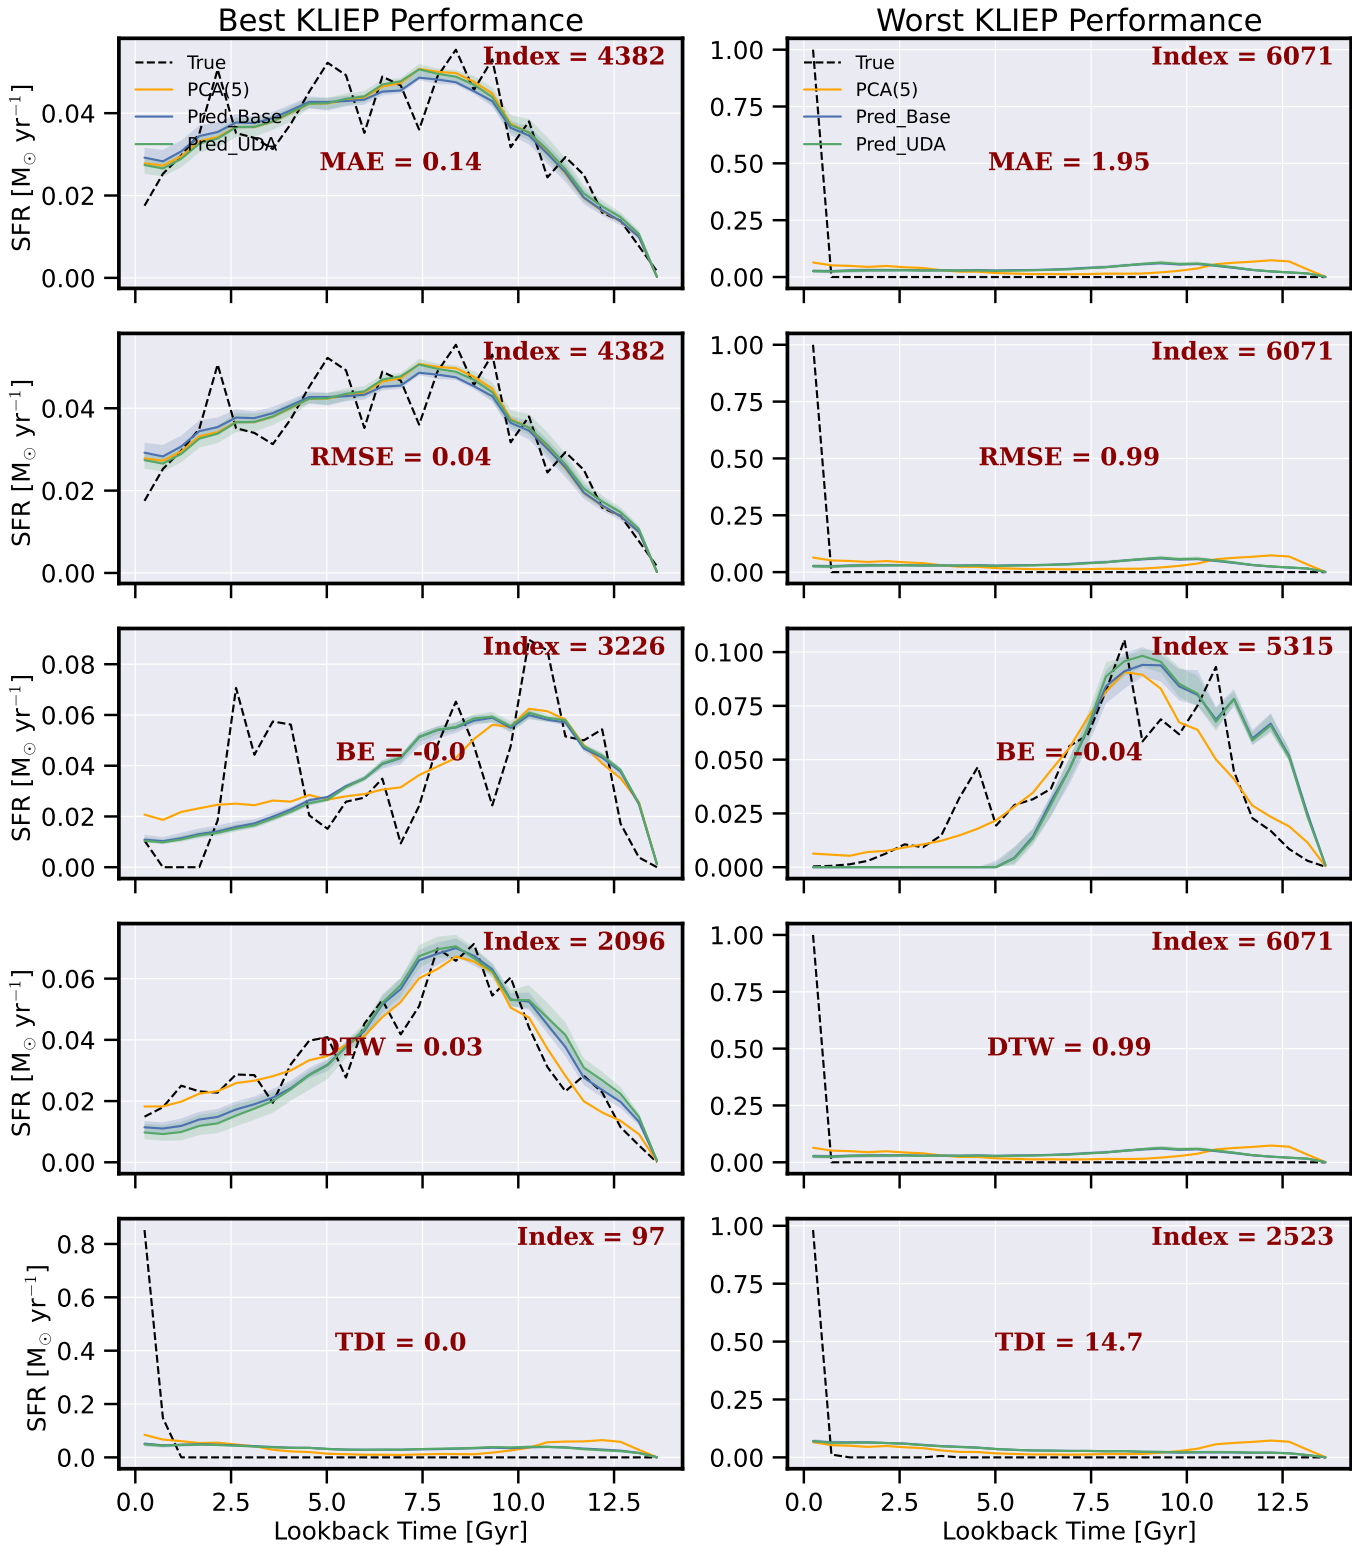 Best KLIEP Performance
Worst KLIEP Performance
Index = 4382
True
PCA(5)
Pred_Base
Pred_UDA
MAE = 0.14
SFR [M☉ yr⁻¹]
0.04
0.02
0.00
Index = 6071
True
PCA(5)
Pred_Base
Pred_UDA
MAE = 1.95
1.00
0.75
0.50
0.25
0.00
Index = 4382
RMSE = 0.04
SFR [M☉ yr⁻¹]
0.04
0.02
0.00
Index = 6071
RMSE = 0.99
1.00
0.75
0.50
0.25
0.00
Index = 3226
BE = -0.0
SFR [M☉ yr⁻¹]
0.08
0.06
0.04
0.02
0.00
Index = 5315
BE = -0.04
0.100
0.075
0.050
0.025
0.000
Index = 2096
DTW = 0.03
SFR [M☉ yr⁻¹]
0.06
0.04
0.02
0.00
Index = 6071
DTW = 0.99
1.00
0.75
0.50
0.25
0.00
Index = 97
TDI = 0.0
SFR [M☉ yr⁻¹]
0.8
0.6
0.4
0.2
0.0
Index = 2523
TDI = 14.7
1.00
0.75
0.50
0.25
0.00
0.0 2.5 5.0 7.5 10.0 12.5
Lookback Time [Gyr]
0.0 2.5 5.0 7.5 10.0 12.5
Lookback Time [Gyr]